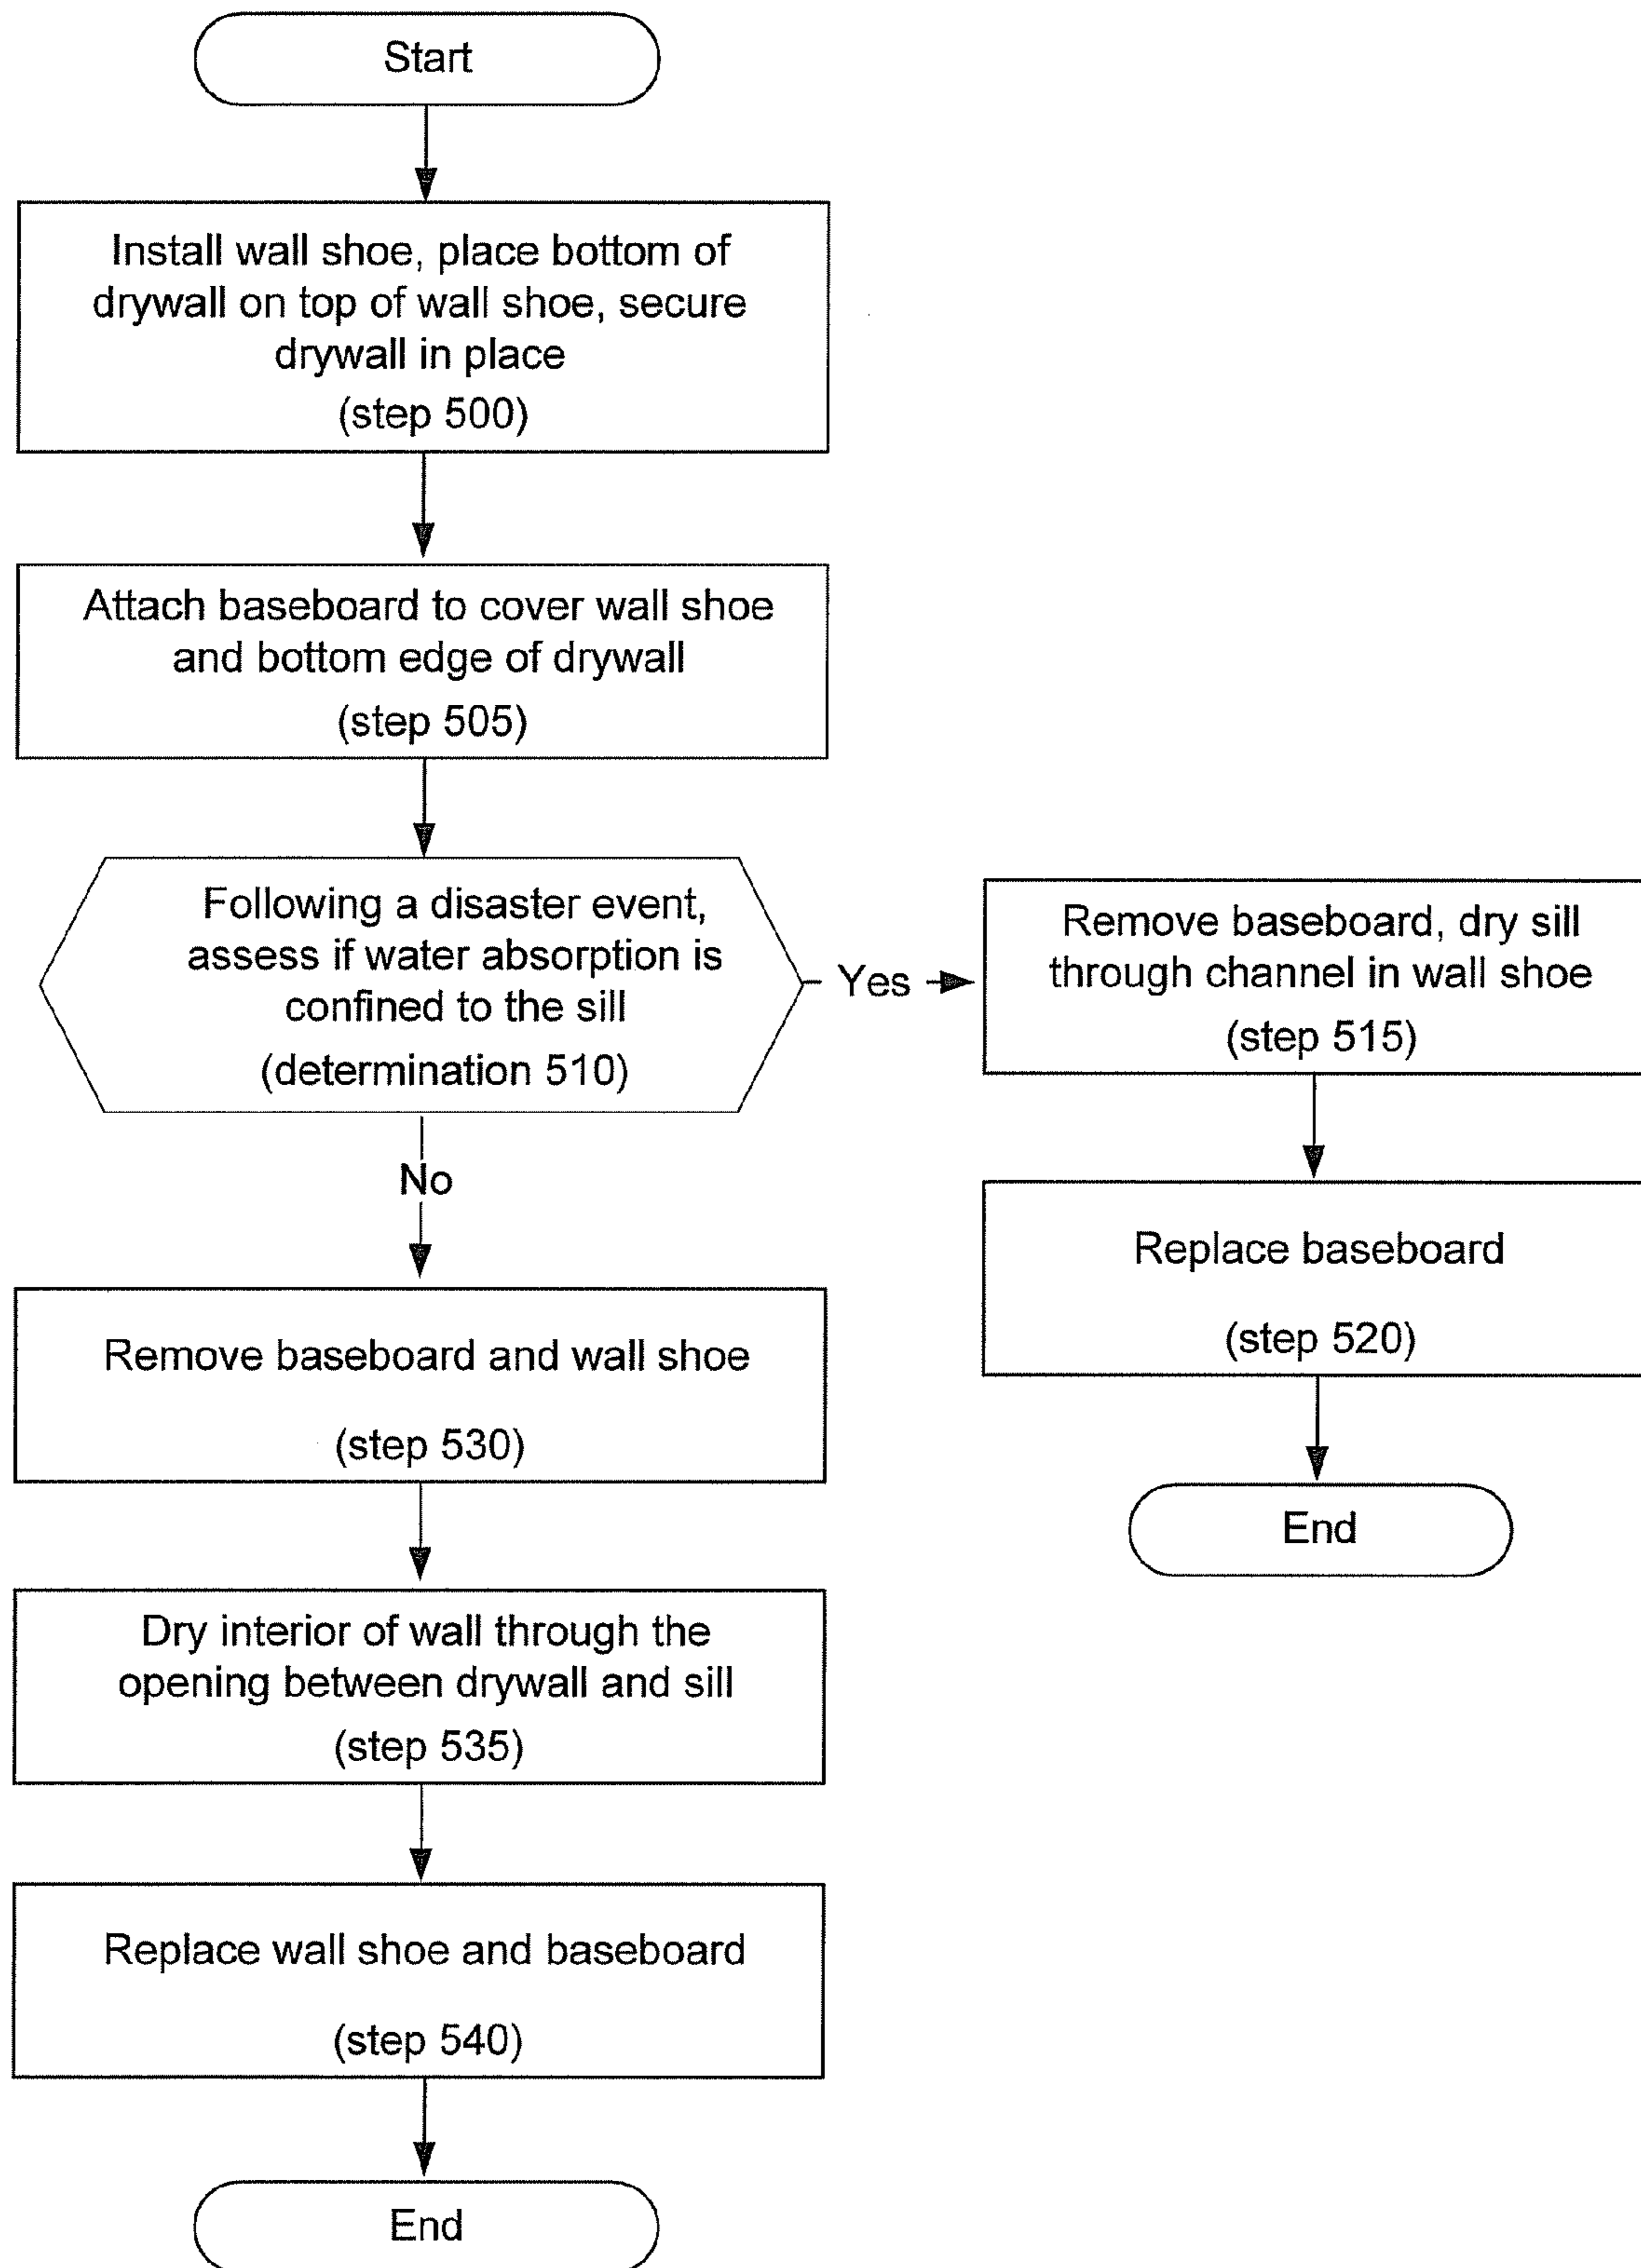 Start
Install wall shoe, place bottom of
drywall on top of wall shoe, secure
drywall in place
(step 500)
Attach baseboard to cover wall shoe
and bottom edge of drywall
(step 505)
Following a disaster event,
assess if water absorption is
confined to the sill
(determination 510)
Yes
Remove baseboard, dry sill
through channel in wall shoe
(step 515)
Replace baseboard
(step 520)
End
No
Remove baseboard and wall shoe
(step 530)
Dry interior of wall through the
opening between drywall and sill
(step 535)
Replace wall shoe and baseboard
(step 540)
End